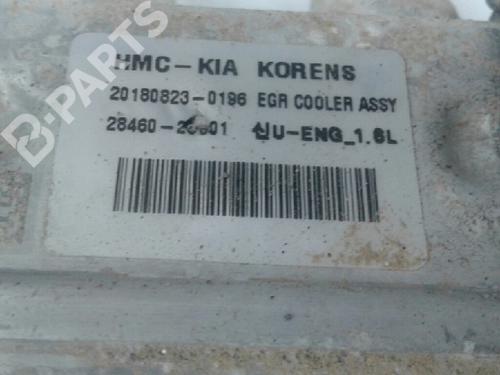 B-PARTS
HMC-KIA KORENS
20180823-0196 EGR COOLER ASSY
신U-ENG_1.6L